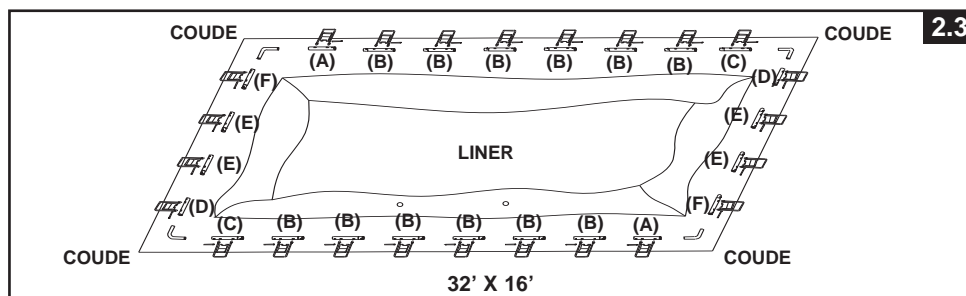 2.3
COUDE COUDE
(A) (B) (B) (B) (B) (B) (B) (C)
(F) (D)
(E) (E)
LINER
(E) (E)
(D) (F)
(C) (B) (B) (B) (B) (B) (B) (A)
COUDE COUDE
32’ X 16’